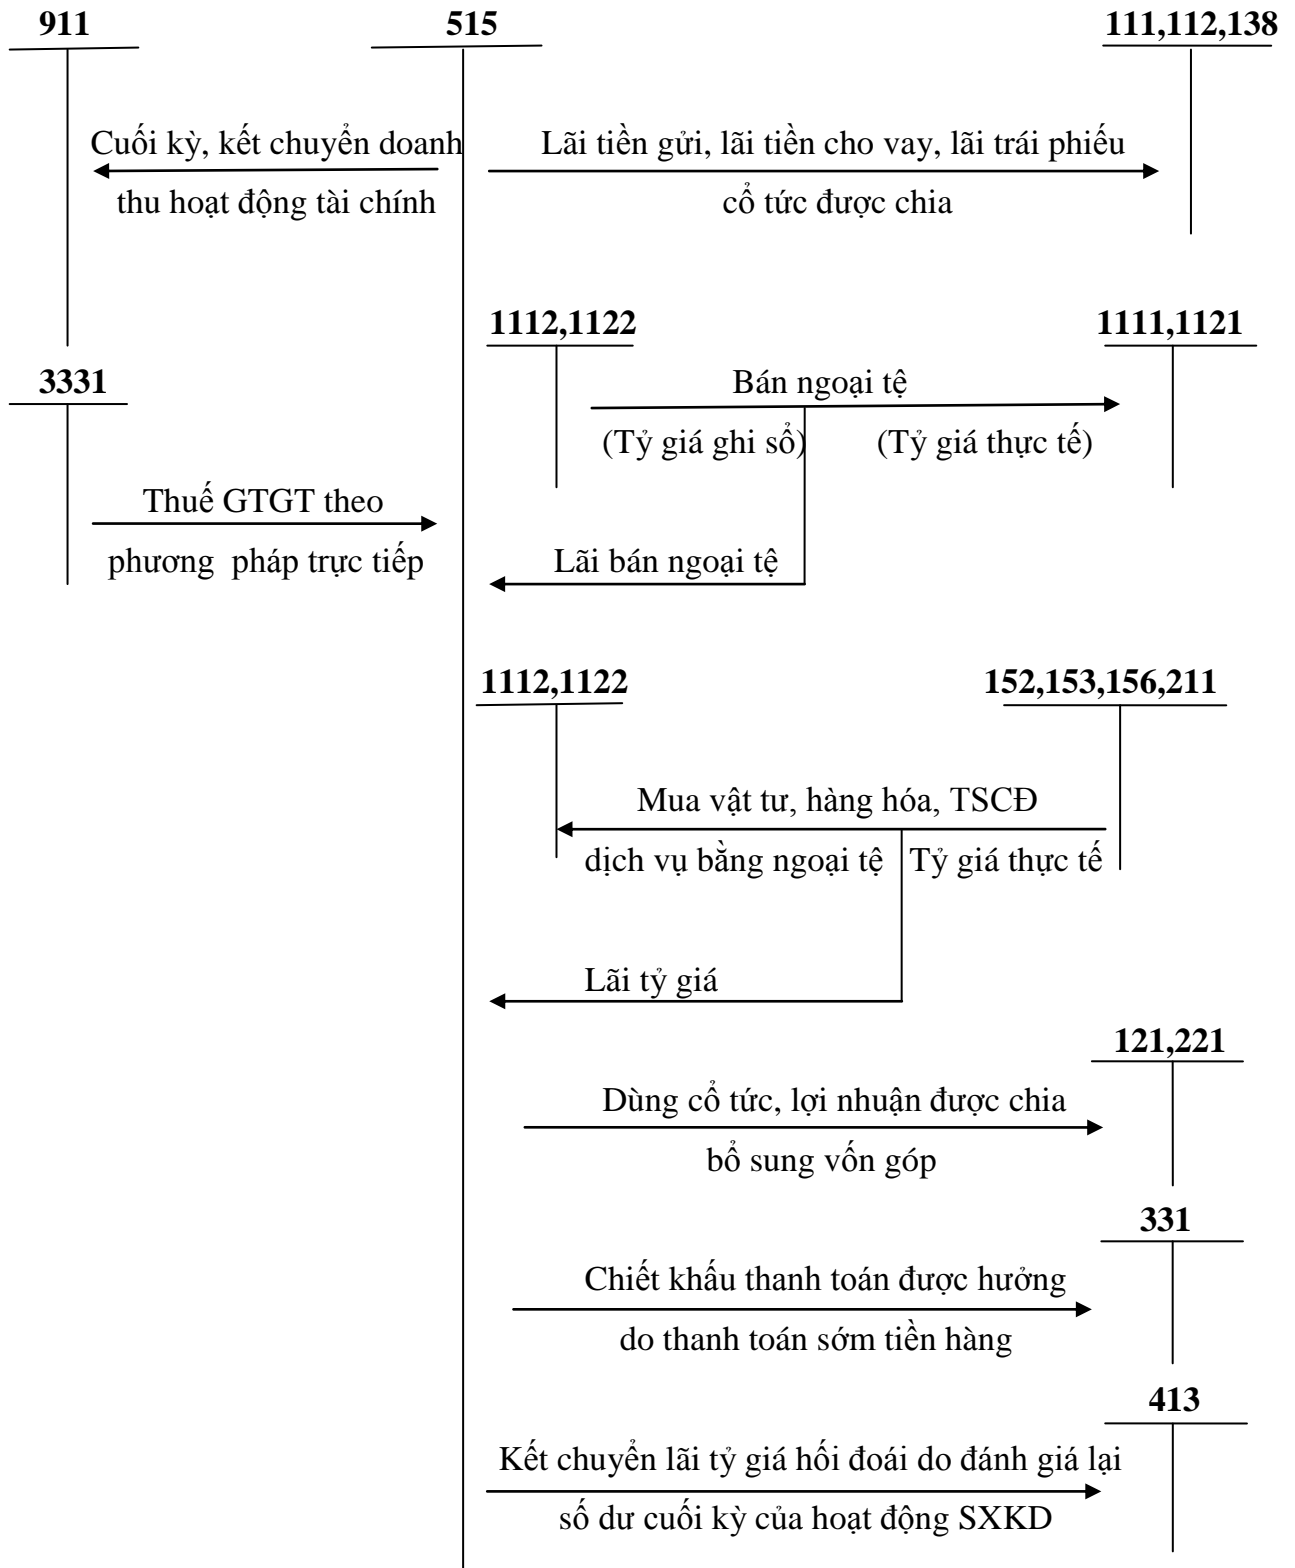 911
515
111,112,138
Cuối kỳ, kết chuyển doanh
thu hoạt động tài chính
Lãi tiền gửi, lãi tiền cho vay, lãi trái phiếu
cổ tức được chia
1112,1122
1111,1121
3331
Bán ngoại tệ
(Tỷ giá ghi sổ)
(Tỷ giá thực tế)
Thuế GTGT theo
phương pháp trực tiếp
Lãi bán ngoại tệ
1112,1122
152,153,156,211
Mua vật tư, hàng hóa, TSCĐ
dịch vụ bằng ngoại tệ
Tỷ giá thực tế
Lãi tỷ giá
121,221
Dùng cổ tức, lợi nhuận được chia
bổ sung vốn góp
331
Chiết khấu thanh toán được hưởng
do thanh toán sớm tiền hàng
413
Kết chuyển lãi tỷ giá hối đoái do đánh giá lại
số dư cuối kỳ của hoạt động SXKD